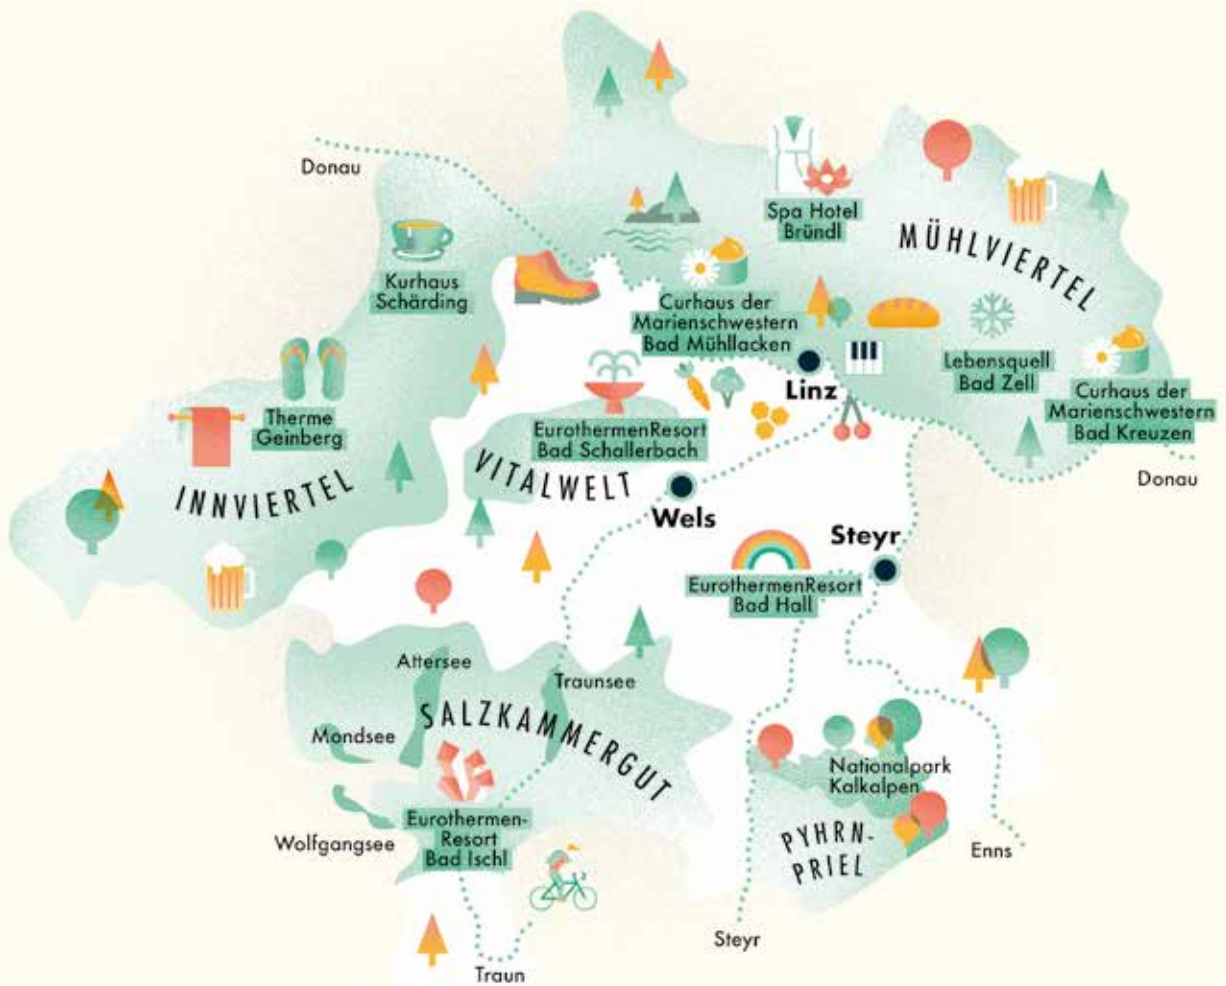 Donau
Spa Hotel
Bründl
MÜHLVIERTEL
Kurhaus
Schärding
Curhaus der
Marienschwestern
Bad Mühllacken
Lebensquell
Bad Zell
Linz
Curhaus der
Marienschwestern
Bad Kreuzen
Donau
Therme
Geinberg
EurothermenResort
Bad Schallerbach
INNVIERTEL
VITALWELT
Wels
Steyr
EurothermenResort
Bad Hall
Attersee
Traunsee
Mondsee
SALZKAMMERGUT
Nationalpark
Kalkalpen
Wolfgangsee
Eurothermen-
Resort
Bad Ischl
PYHRN-
PRIEL
Enns
Steyr
Traun